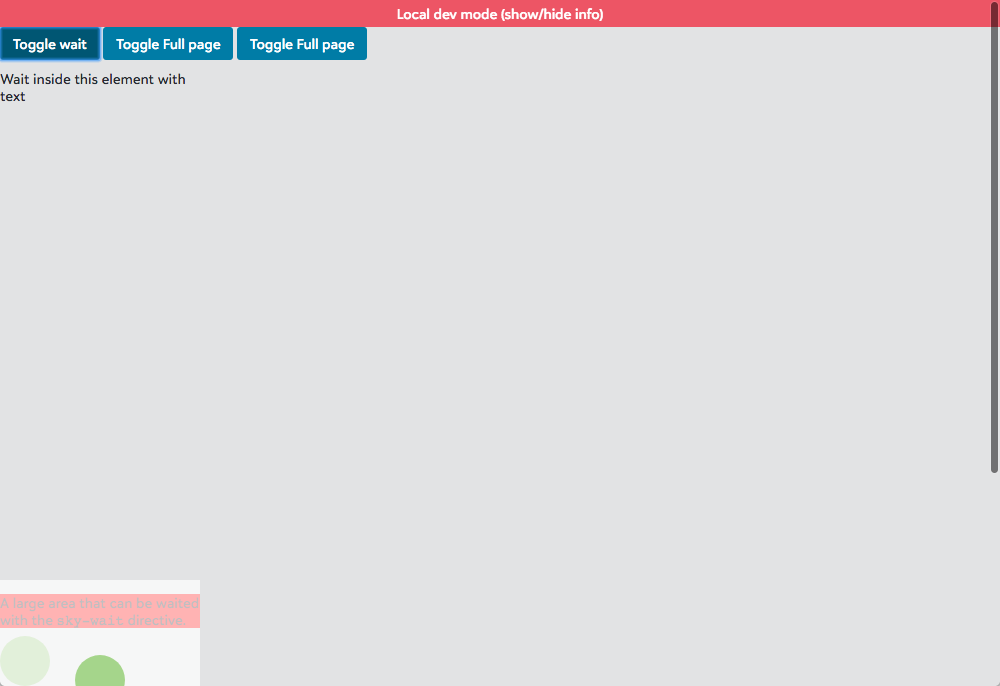 Local dev mode (show/hide info)
Toggle wait Toggle Full page Toggle Full page
Wait inside this element with
text
A large area that can be waited
with the sky-wait directive.